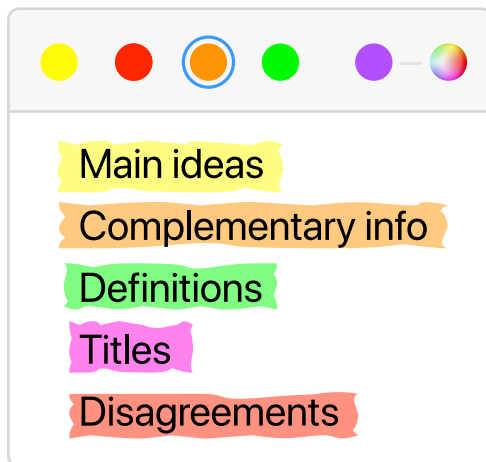 Main ideas
Complementary info
Definitions
Titles
Disagreements